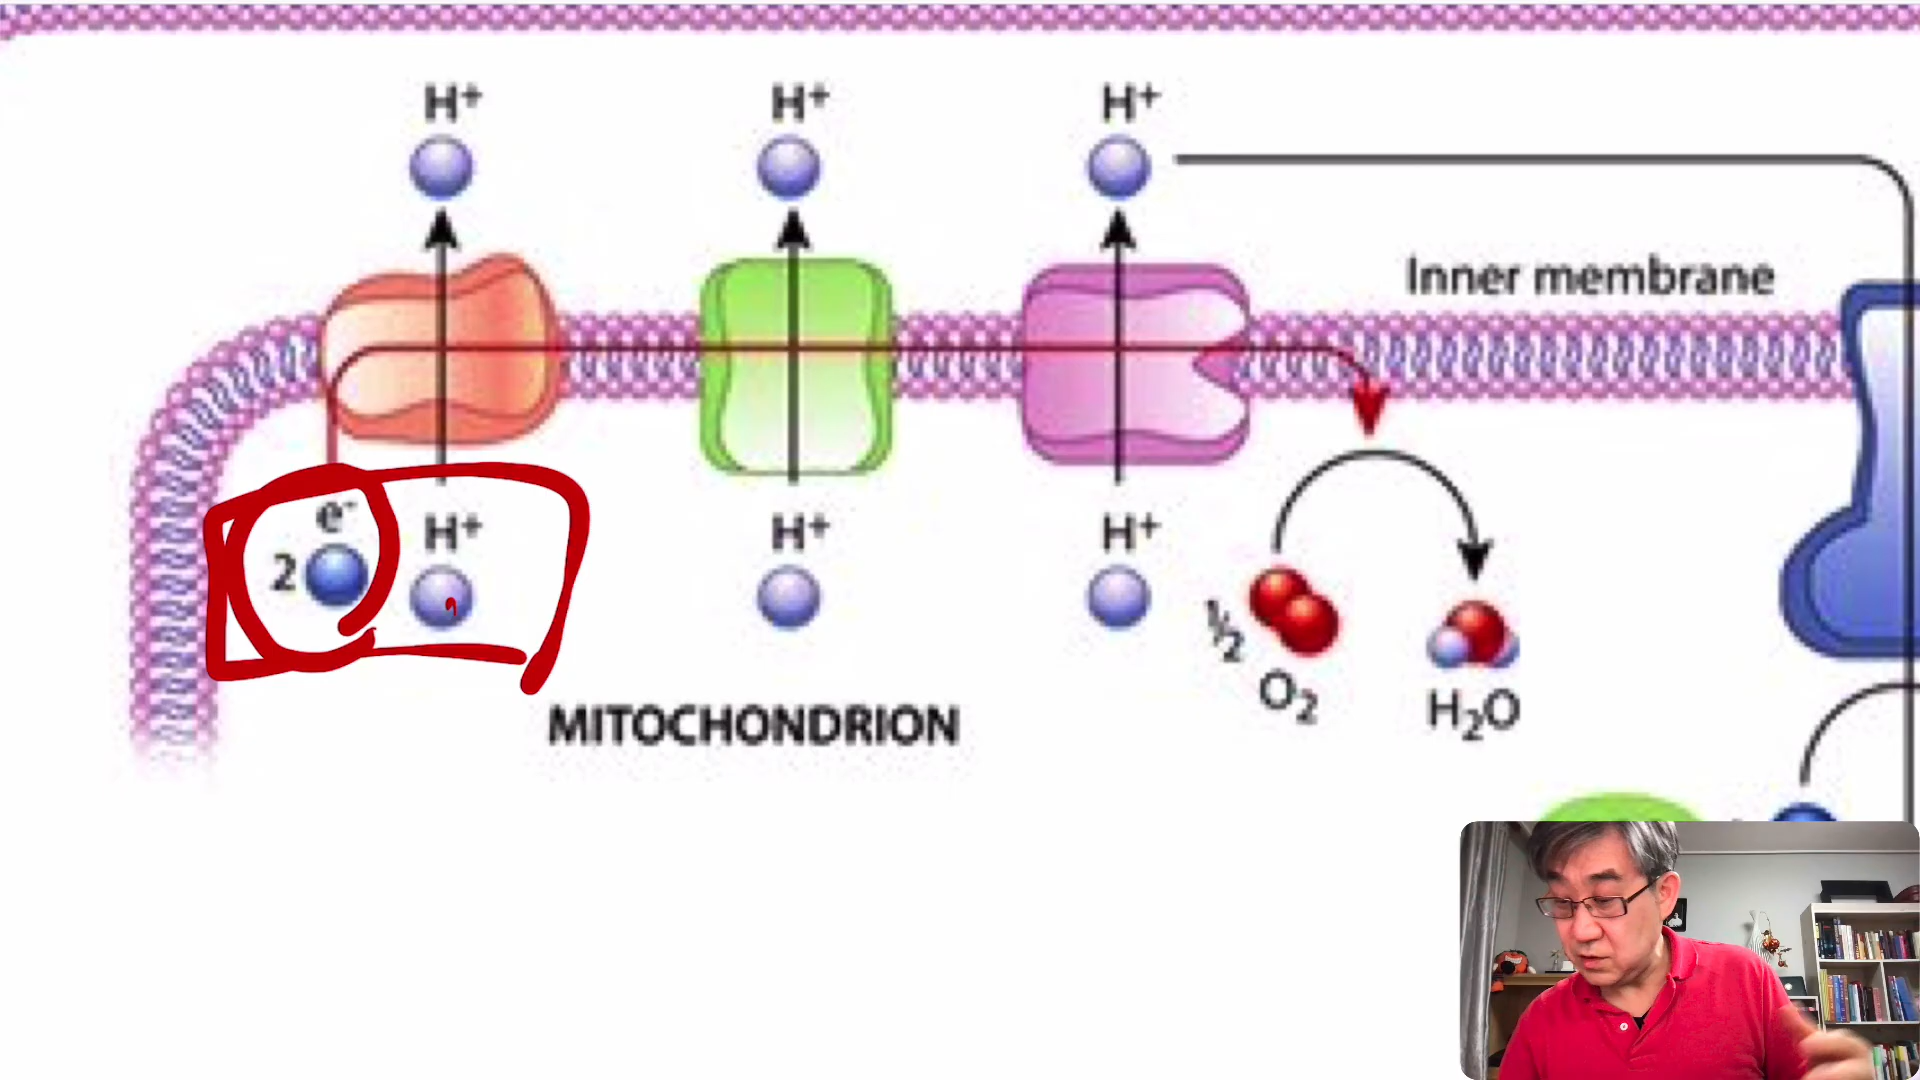 H+ H+ H+
Inner membrane
e-
2
H+ H+ H+
½
O2
H2O
MITOCHONDRION